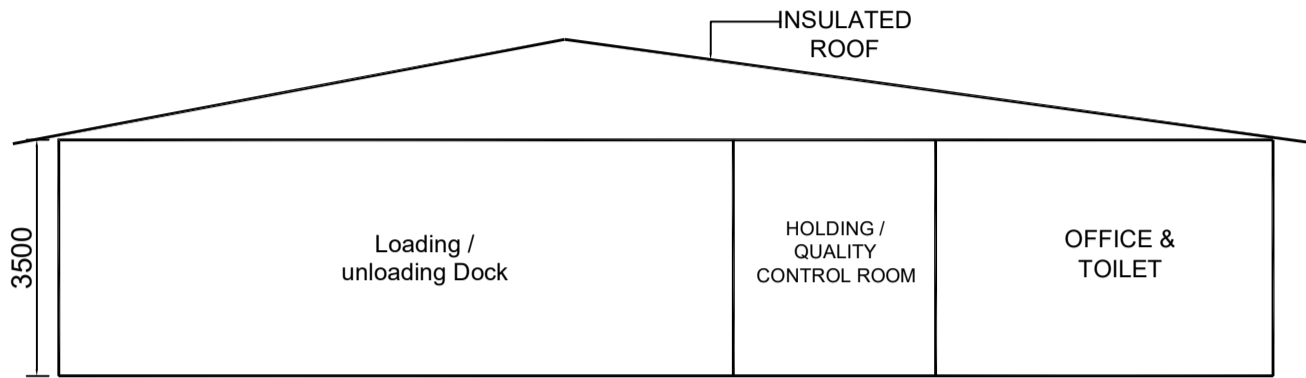 INSULATED
ROOF
3500
Loading /
unloading Dock
HOLDING /
QUALITY
CONTROL ROOM
OFFICE &
TOILET